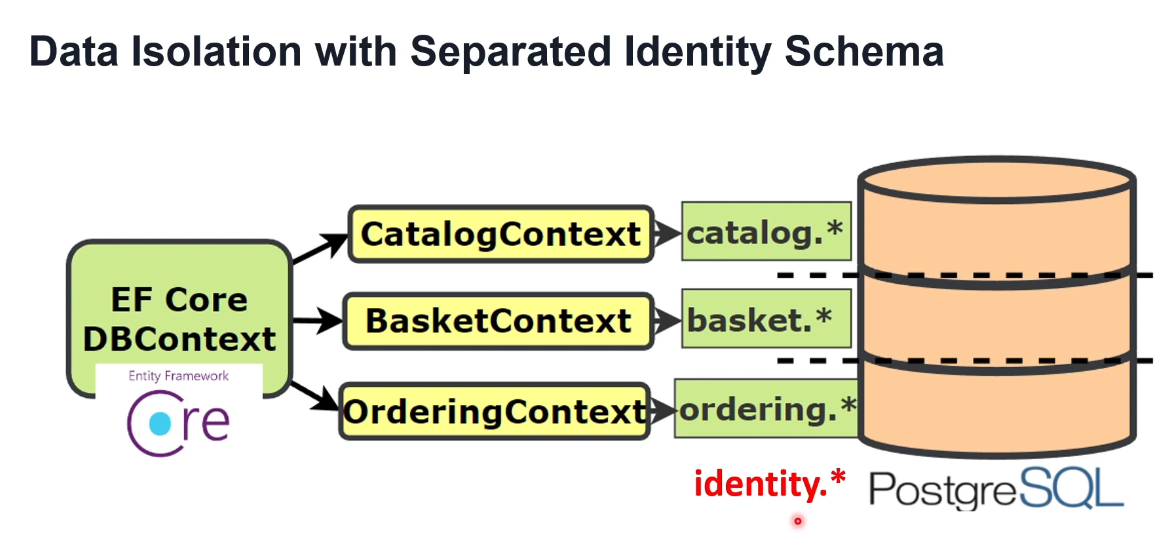 Data Isolation with Separated Identity Schema
CatalogContext
catalog.*
EF Core
DBContext
Entity Framework
Core
BasketContext
basket.*
OrderingContext
ordering.*
identity.*
PostgreSQL